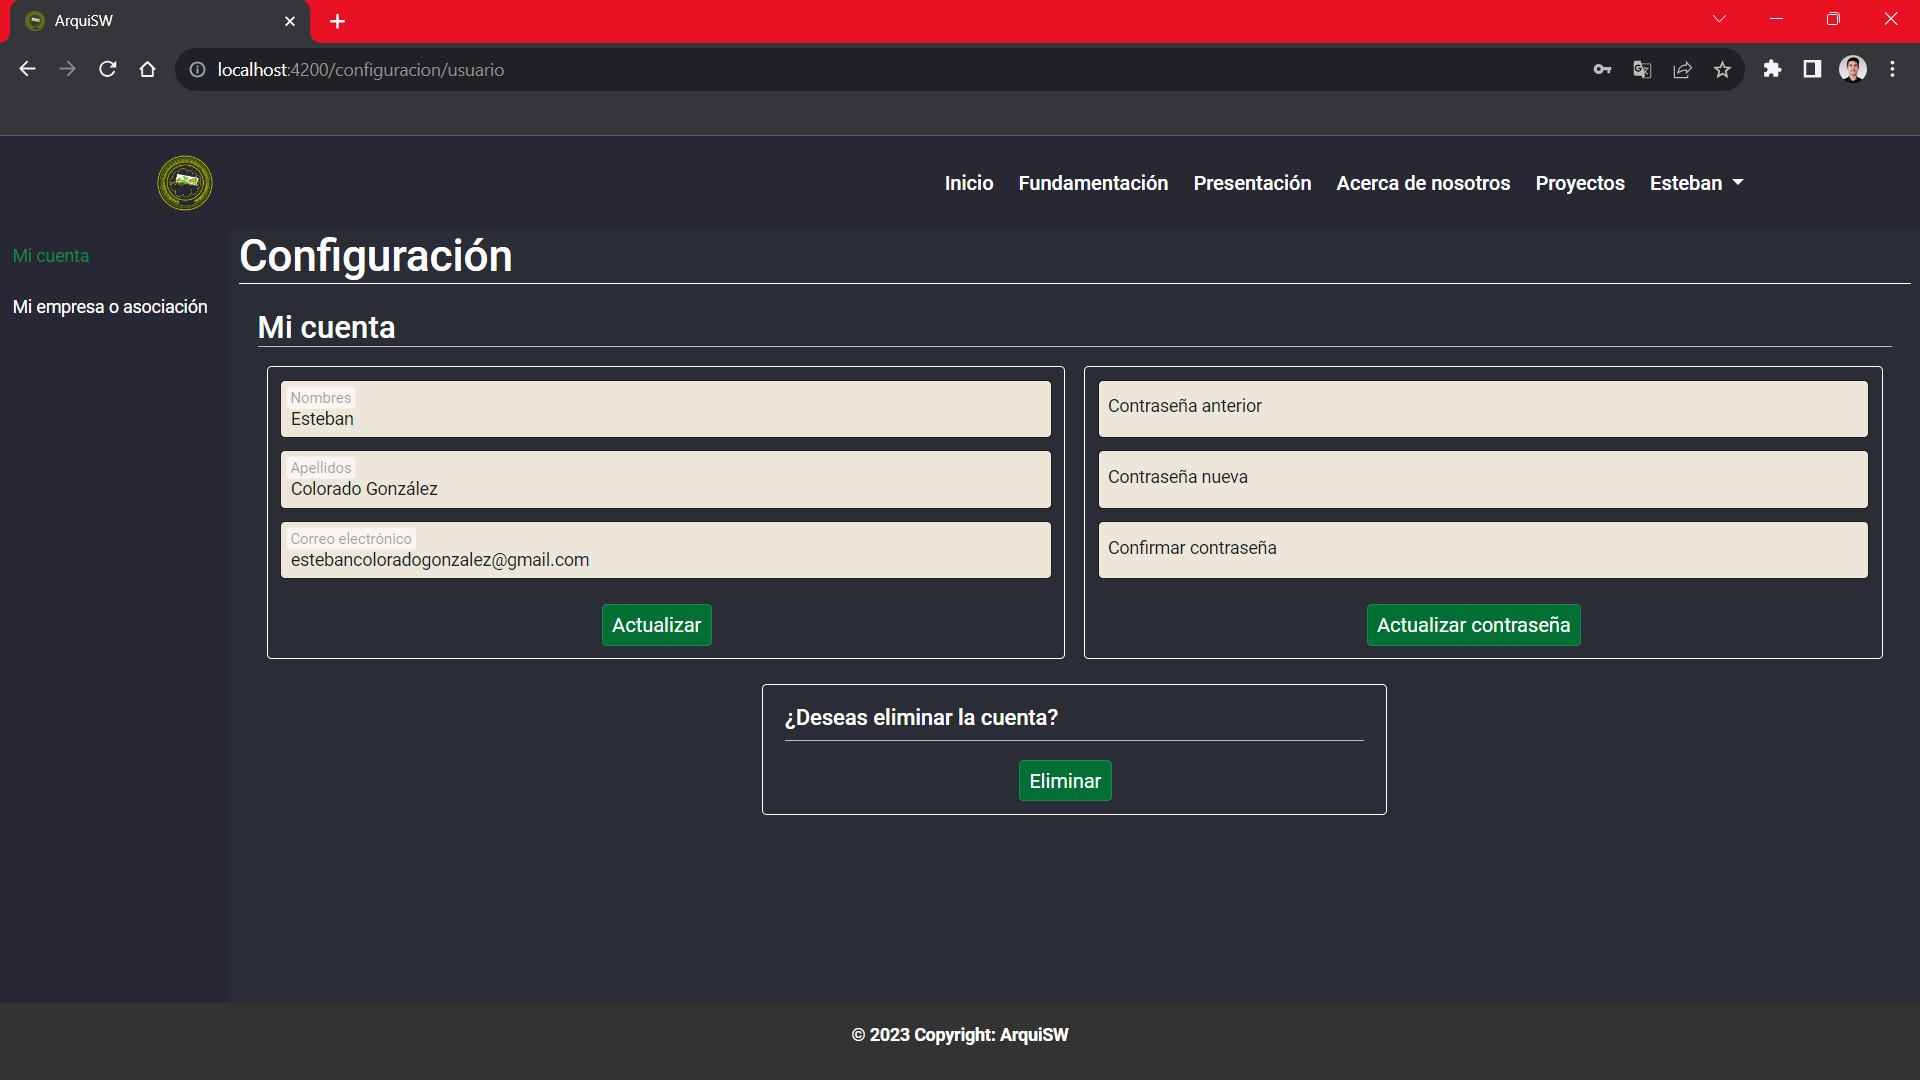 ArquiSW
localhost:4200/configuracion/usuario
Inicio Fundamentación Presentación Acerca de nosotros Proyectos Esteban
Mi cuenta
Mi empresa o asociación
Configuración
Mi cuenta
Nombres
Esteban
Apellidos
Colorado González
Correo electrónico
estebancoloradogonzalez@gmail.com
Actualizar
Contraseña anterior
Contraseña nueva
Confirmar contraseña
Actualizar contraseña
¿Deseas eliminar la cuenta?
Eliminar
© 2023 Copyright: ArquiSW